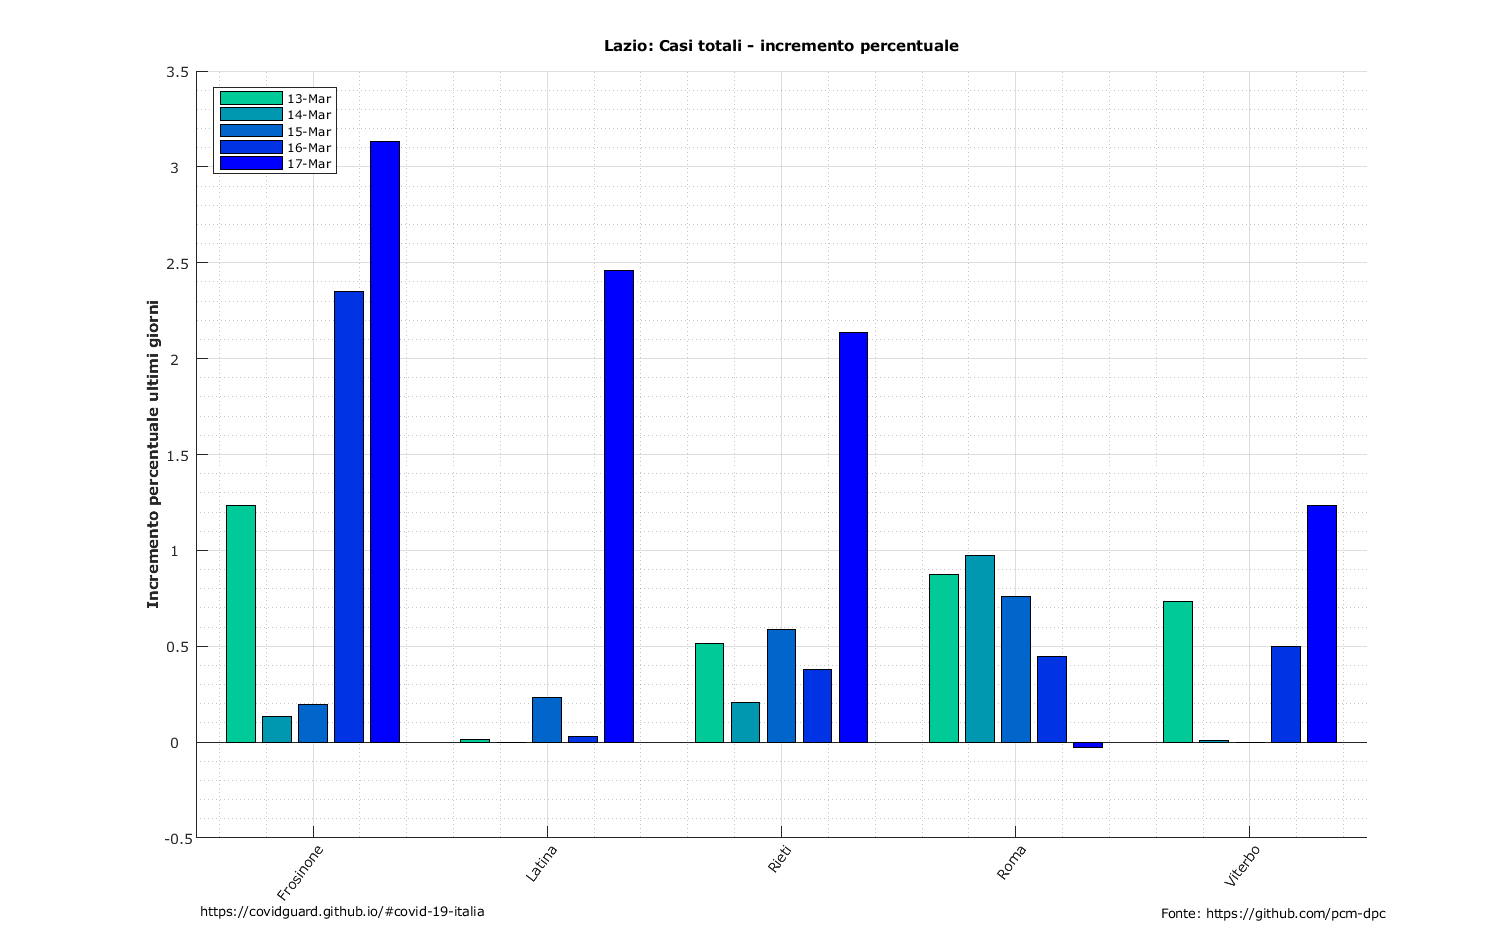 Lazio: Casi totali - incremento percentuale
Incremento percentuale ultimi giorni
3.5
3
2.5
2
1.5
1
0.5
0
-0.5
13-Mar
14-Mar
15-Mar
16-Mar
17-Mar
Frosinone
Latina
Rieti
Roma
Viterbo
https://covidguard.github.io/#covid-19-italia
Fonte: https://github.com/pcm-dpc